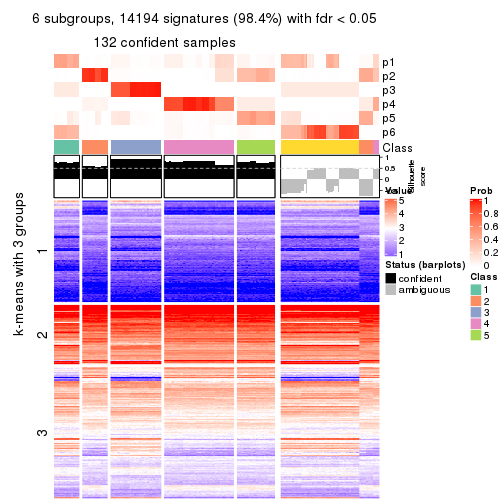 6 subgroups, 14194 signatures (98.4%) with fdr < 0.05
132 confident samples
p1
p2
p3
p4
p5
p6
Class
1
0.5
0
Silhouette
score
k-means with 3 groups
1
2
3
Value
5
4
3
2
1
Status (barplots)
confident
ambiguous
Prob
1
0.8
0.6
0.4
0.2
0
Class
1
2
3
4
5